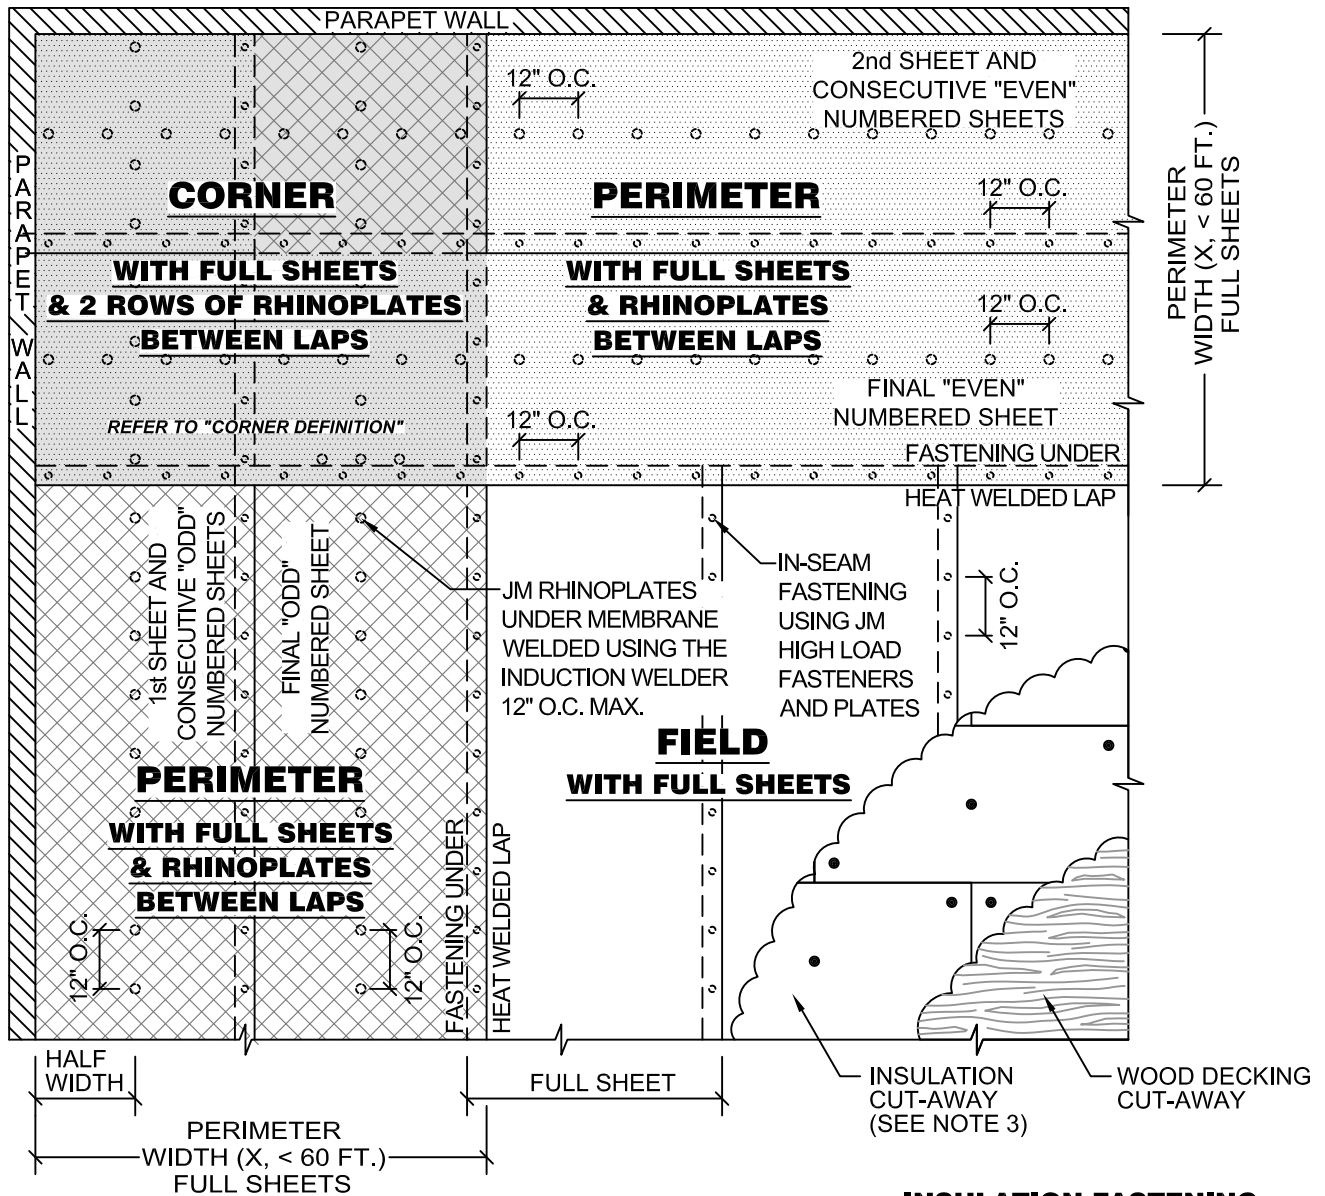 PARAPET WALL
PARAPET WALL
12" O.C.
2nd SHEET AND
CONSECUTIVE "EVEN"
NUMBERED SHEETS
PERIMETER
WIDTH (X, < 60 FT.)
FULL SHEETS
CORNER
PERIMETER
12" O.C.
WITH FULL SHEETS
& 2 ROWS OF RHINOPLATES
BETWEEN LAPS
WITH FULL SHEETS
& RHINOPLATES
BETWEEN LAPS
12" O.C.
REFER TO "CORNER DEFINITION"
12" O.C.
FINAL "EVEN"
NUMBERED SHEET
FASTENING UNDER
HEAT WELDED LAP
1st SHEET AND
CONSECUTIVE "ODD"
NUMBERED SHEETS
FINAL "ODD"
NUMBERED SHEET
JM RHINOPLATES
UNDER MEMBRANE
WELDED USING THE
INDUCTION WELDER
12" O.C. MAX.
IN-SEAM
FASTENING
USING JM
HIGH LOAD
FASTENERS
AND PLATES
12" O.C.
FIELD
WITH FULL SHEETS
PERIMETER
WITH FULL SHEETS
& RHINOPLATES
BETWEEN LAPS
12" O.C.
12" O.C.
FASTENING UNDER
HEAT WELDED LAP
HALF
WIDTH
FULL SHEET
INSULATION
CUT-AWAY
(SEE NOTE 3)
WOOD DECKING
CUT-AWAY
PERIMETER
WIDTH (X, < 60 FT.)
FULL SHEETS
INSULATION FASTENING